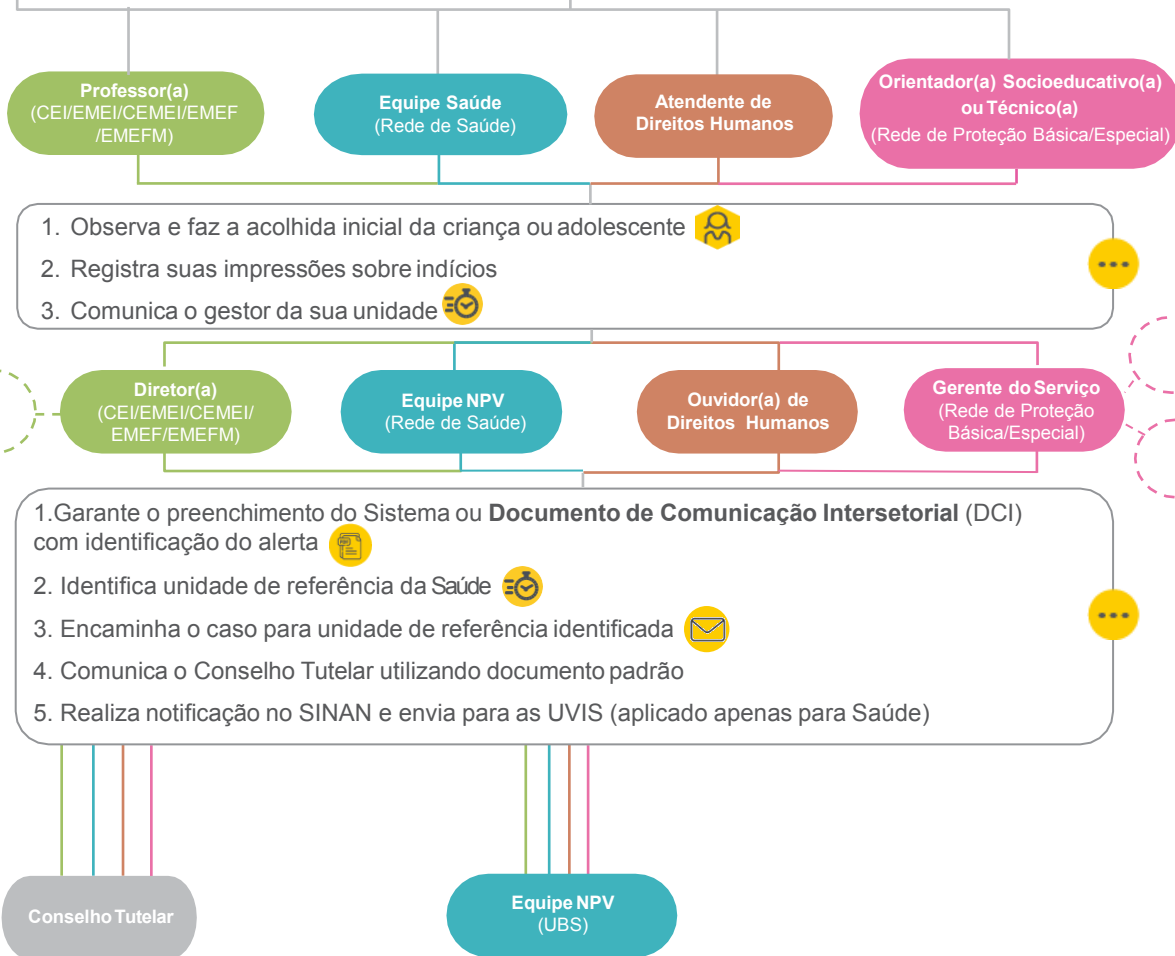 Professor(a)
(CEI/EMEI/CEMEI/EMEF
/EMEFM)
Equipe Saúde
(Rede de Saúde)
Atendente de
Direitos Humanos
Orientador(a) Socioeducativo(a)
ou Técnico(a)
(Rede de Proteção Básica/Especial)
1. Observa e faz a acolhida inicial da criança ou adolescente
2. Registra suas impressões sobre indícios
3. Comunica o gestor da sua unidade
Diretor(a)
(CEI/EMEI/CEMEI/
EMEF/EMEFM)
Equipe NPV
(Rede de Saúde)
Ouvidor(a) de
Direitos Humanos
Gerente do Serviço
(Rede de Proteção
Básica/Especial)
1.Garante o preenchimento do Sistema ou Documento de Comunicação Intersetorial (DCI)
com identificação do alerta
2. Identifica unidade de referência da Saúde
3. Encaminha o caso para unidade de referência identificada
4. Comunica o Conselho Tutelar utilizando documento padrão
5. Realiza notificação no SINAN e envia para as UVIS (aplicado apenas para Saúde)
Conselho Tutelar
Equipe NPV
(UBS)